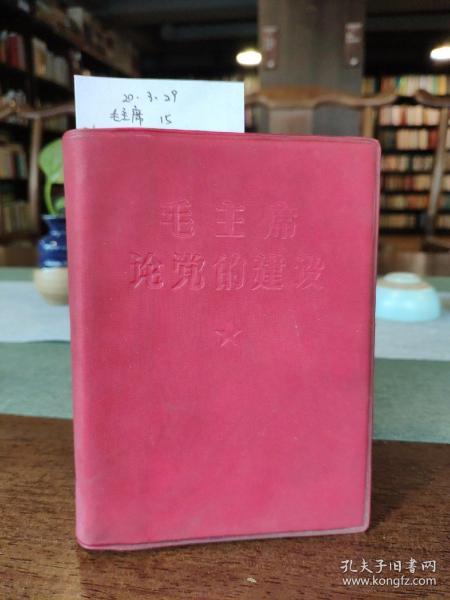 20.3.29
毛主席 15
毛主席
论党的建设
孔夫子旧书网
www.kongfz.com